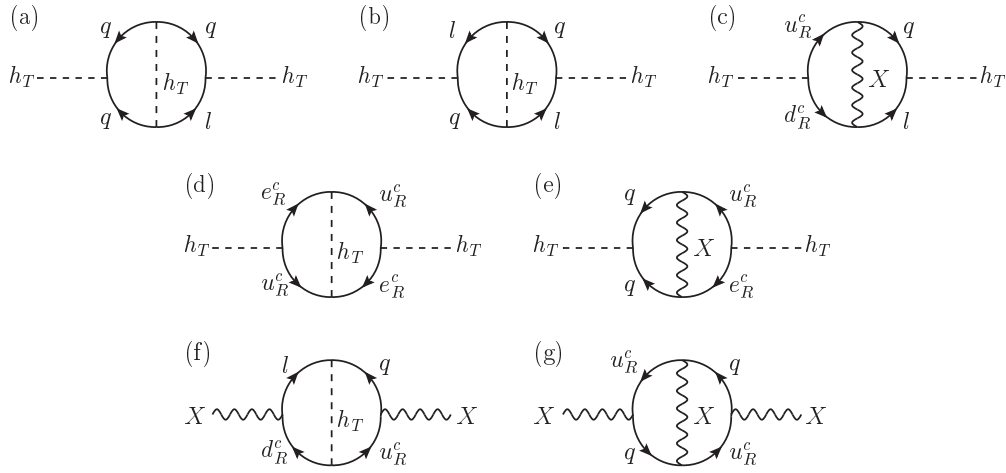 (a) q q h_T h_T h_T q l
(b) l q h_T h_T h_T q l
(c) u_R^c q h_T X h_T d_R^c l
(d) e_R^c u_R^c h_T h_T h_T u_R^c e_R^c
(e) q u_R^c h_T X h_T q e_R^c
(f) l q X h_T X d_R^c u_R^c
(g) u_R^c q X X X q u_R^c